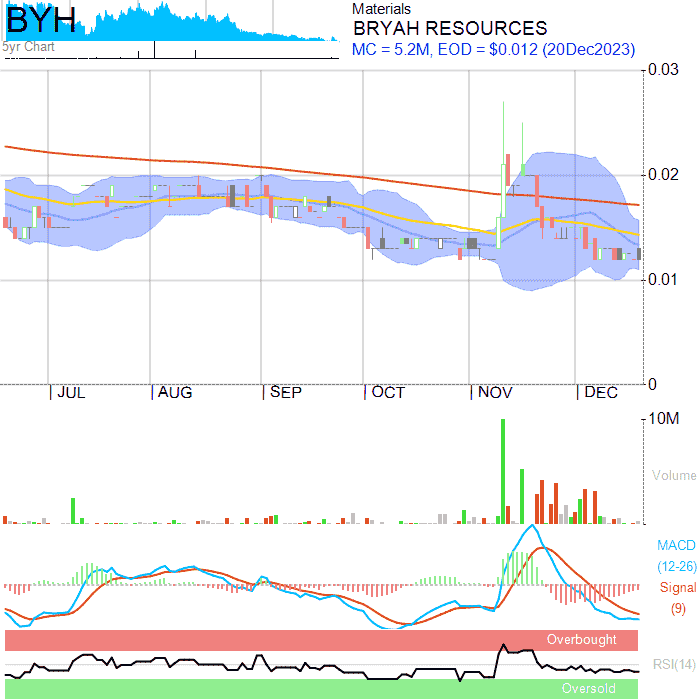 BYH
5yr Chart
Materials
BRYAH RESOURCES
MC = 5.2M, EOD = $0.012 (20Dec2023)
0.03
0.02
0.01
0
JUL AUG SEP OCT NOV DEC
10M
Volume
MACD
(12-26)
Signal
(9)
Overbought
RSI(14)
Oversold